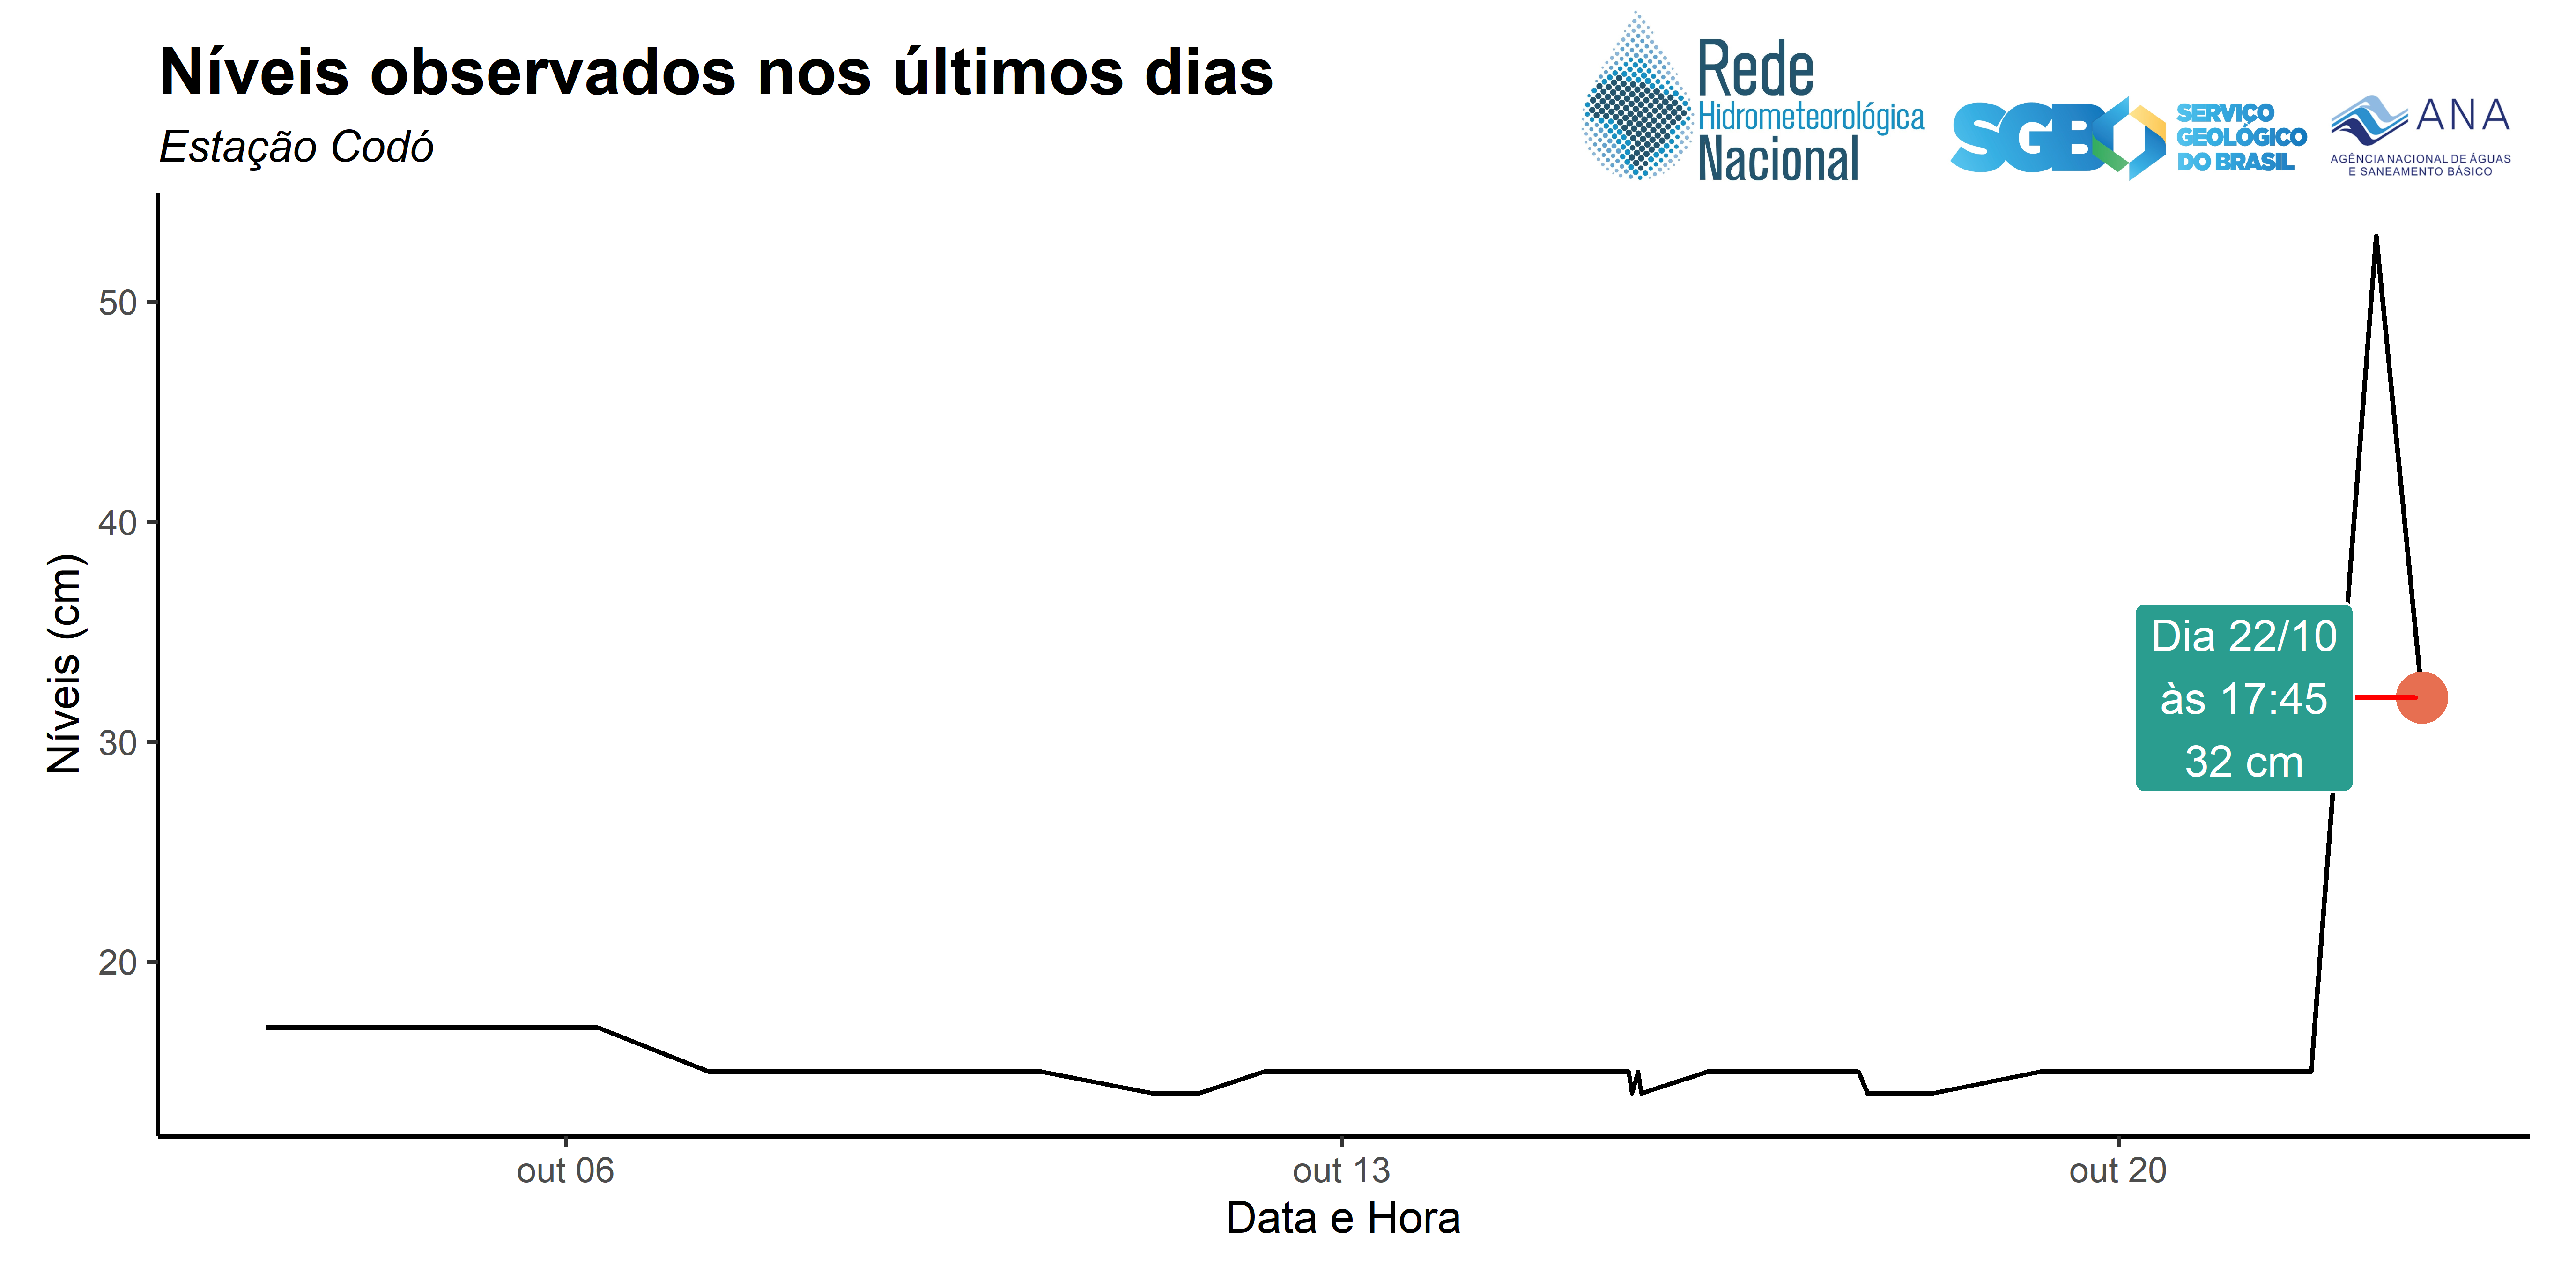 Níveis observados nos últimos dias
Estação Codó
Rede
Hidrometeorológica
Nacional
SGB
SERVIÇO
GEOLÓGICO
DO BRASIL
ANA
AGÊNCIA NACIONAL DE ÁGUAS
E SANEAMENTO BÁSICO
Níveis (cm)
50
40
30
20
Dia 22/10
às 17:45
32 cm
out 06
out 13
out 20
Data e Hora